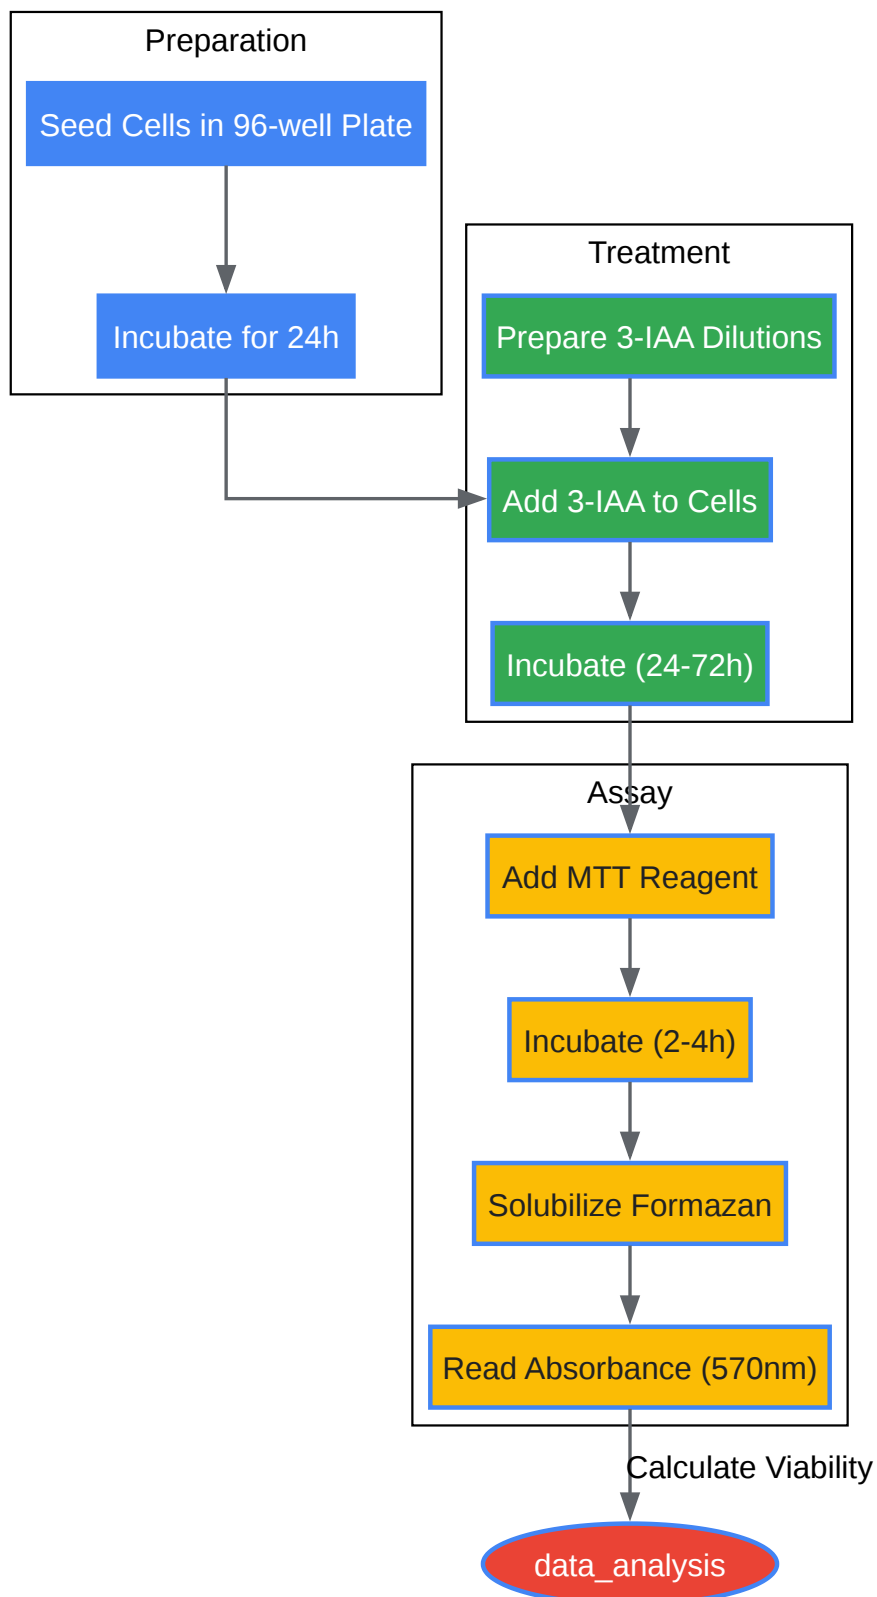 Preparation
Seed Cells in 96-well Plate
Incubate for 24h
Treatment
Prepare 3-IAA Dilutions
Add 3-IAA to Cells
Incubate (24-72h)
Assay
Add MTT Reagent
Incubate (2-4h)
Solubilize Formazan
Read Absorbance (570nm)
Calculate Viability
data_analysis